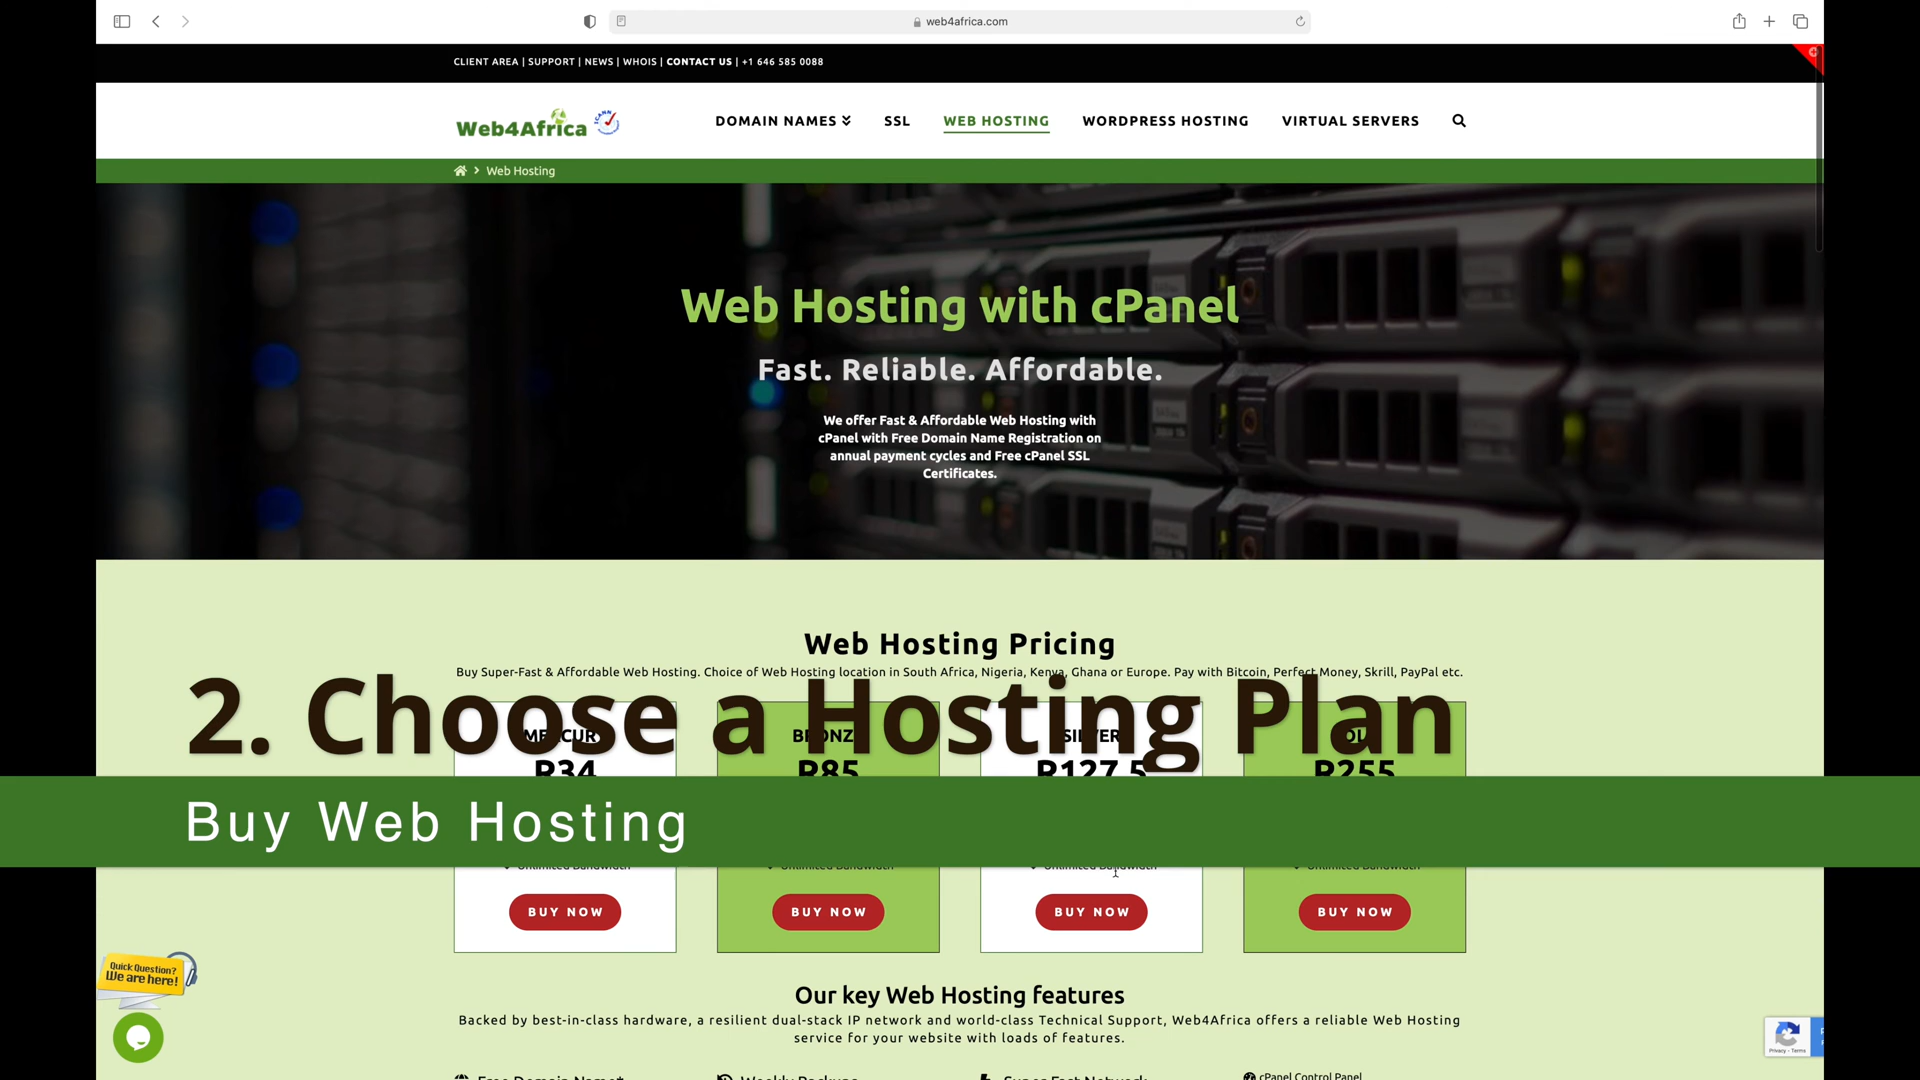 web4africa.com
CLIENT AREA | SUPPORT | NEWS | WHOIS | CONTACT US | +1 646 585 0088
Web4Africa
DOMAIN NAMES
SSL
WEB HOSTING
WORDPRESS HOSTING
VIRTUAL SERVERS
Web Hosting
Web Hosting with cPanel
Fast. Reliable. Affordable.
We offer Fast & Affordable Web Hosting with
cPanel with Free Domain Name Registration on
annual payment cycles and Free cPanel SSL
Certificates.
Web Hosting Pricing
Buy Super-Fast & Affordable Web Hosting. Choice of Web Hosting location in South Africa, Nigeria, Kenya, Ghana or Europe. Pay with Bitcoin, Perfect Money, Skrill, PayPal etc.
2. Choose a Hosting Plan
SILVER
R34
R85
R127.5
R255
Buy Web Hosting
Unlimited Bandwidth
Unlimited Bandwidth
Unlimited Bandwidth
Unlimited Bandwidth
BUY NOW
BUY NOW
BUY NOW
BUY NOW
Quick Question?
We are here!
Our key Web Hosting features
Backed by best-in-class hardware, a resilient dual-stack IP network and world-class Technical Support, Web4Africa offers a reliable Web Hosting
service for your website with loads of features.
Privacy - Terms
Free Domain Name*
Weekly Backups
Super Fast Network
cPanel Control Panel